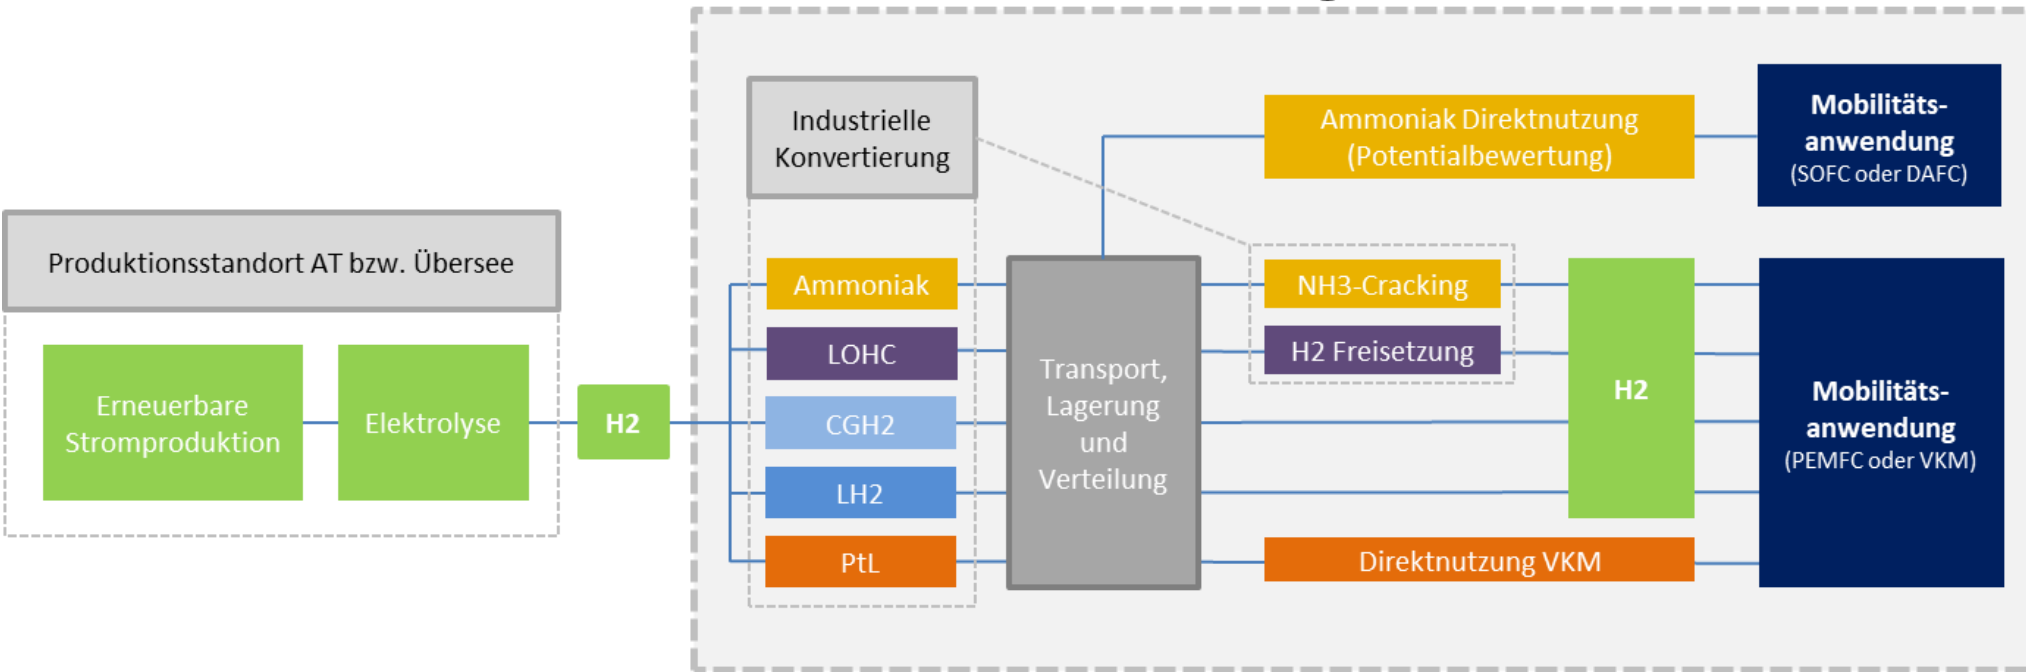 Industrielle
Konvertierung
Ammoniak Direktnutzung
(Potentialbewertung)
Mobilitäts-
anwendung
(SOFC oder DAFC)
Produktionsstandort AT bzw. Übersee
Erneuerbare
Stromproduktion
Elektrolyse
H2
Ammoniak
LOHC
CGH2
LH2
PtL
Transport,
Lagerung
und
Verteilung
NH3-Cracking
H2 Freisetzung
H2
Direktnutzung VKM
Mobilitäts-
anwendung
(PEMFC oder VKM)